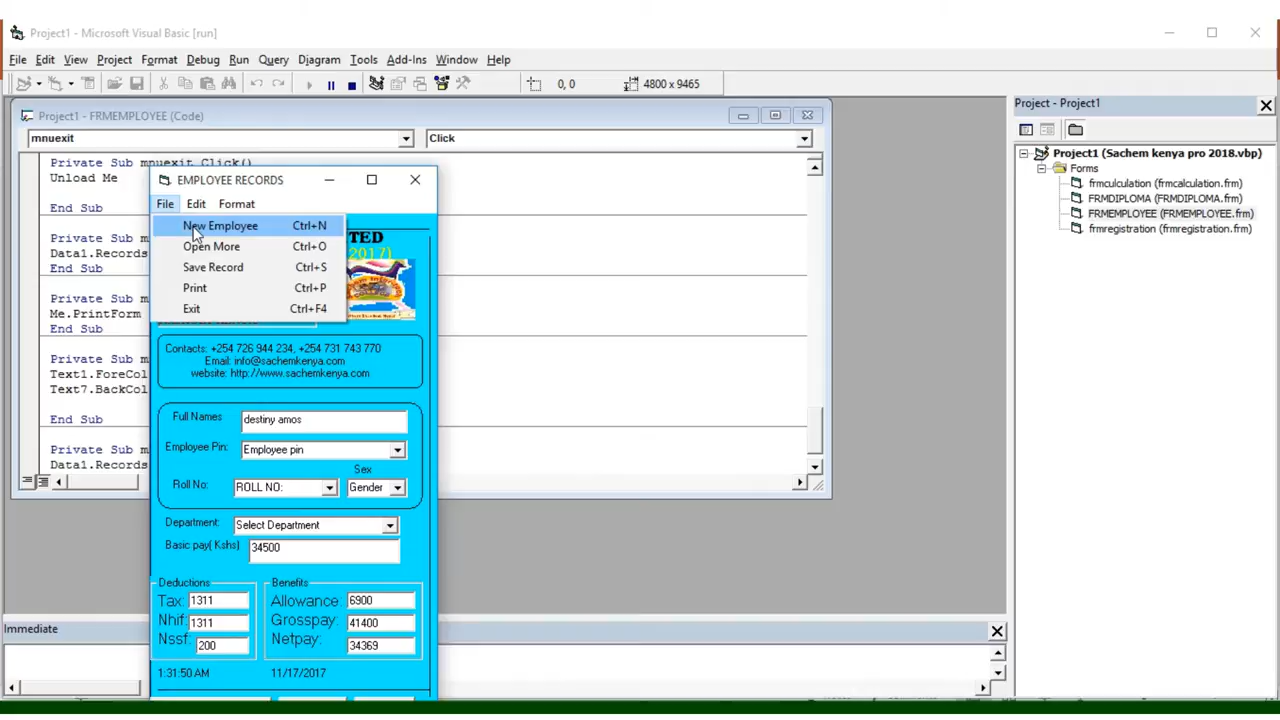 Project1 - Microsoft Visual Basic [run]
File Edit View Project Format Debug Run Query Diagram Tools Add-Ins Window Help
0, 0 4800 x 9465
Project1 - FRMEMPLOYEE (Code)
mnuexit Click
Private Sub mnuexit_Click()
Unload Me
End Sub
Private Sub m
Data1.Records
End Sub
Private Sub m
Me.PrintForm
End Sub
Private Sub m
Text1.ForeCol
Text7.BackCol
End Sub
Private Sub m
Data1.Records
EMPLOYEE RECORDS
File Edit Format
New Employee Ctrl+N
Open More Ctrl+O
Save Record Ctrl+S
Print Ctrl+P
Exit Ctrl+F4
TED
2017)
Contacts: +254 726 944 234, +254 731 743 770
Email: info@sachemkenya.com
website: http://www.sachemkenya.com
Full Names destiny amos
Employee Pin: Employee pin
Sex
Roll No: ROLL NO: Gender
Department: Select Department
Basic pay( Kshs) 34500
Deductions Benefits
Tax: 1311 Allowance 6900
Nhif: 1311 Grosspay: 41400
Nssf: 200 Netpay: 34369
1:31:50 AM 11/17/2017
Immediate
Project - Project1
Project1 (Sachem kenya pro 2018.vbp)
Forms
frmculculation (frmcalculation.frm)
FRMDIPLOMA (FRMDIPLOMA.frm)
FRMEMPLOYEE (FRMEMPLOYEE.frm)
frmregistration (frmregistration.frm)